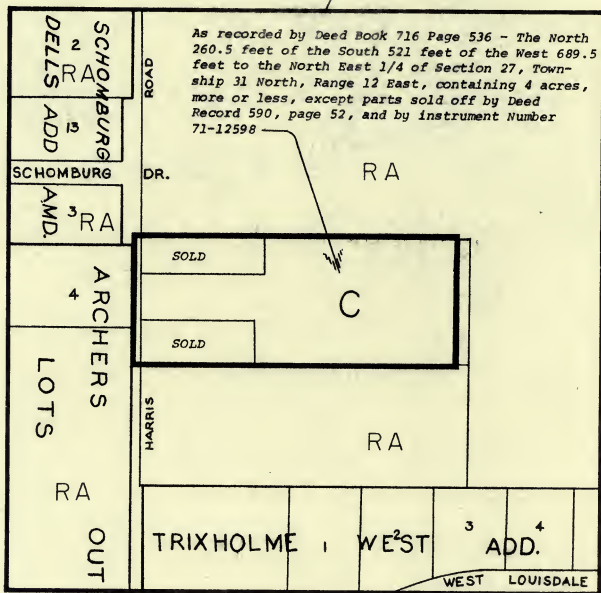 As recorded by Deed Book 716 Page 536 - The North
260.5 feet of the South 521 feet of the West 689.5
feet to the North East 1/4 of Section 27, Town-
ship 31 North, Range 12 East, containing 4 acres,
more or less, except parts sold off by Deed
Record 590, page 52, and by instrument Number
71-12598
SCHOMBURG
DELLS ADD
2
RA
13
ROAD
SCHOMBURG DR.
AMD.
3
RA
RA
SOLD
SOLD
C
4
ARCHERS
OUT
LOTS
RA
HARRIS
RA
TRIXHOLME 1 WEST 2 3 4 ADD.
WEST LOUISDALE